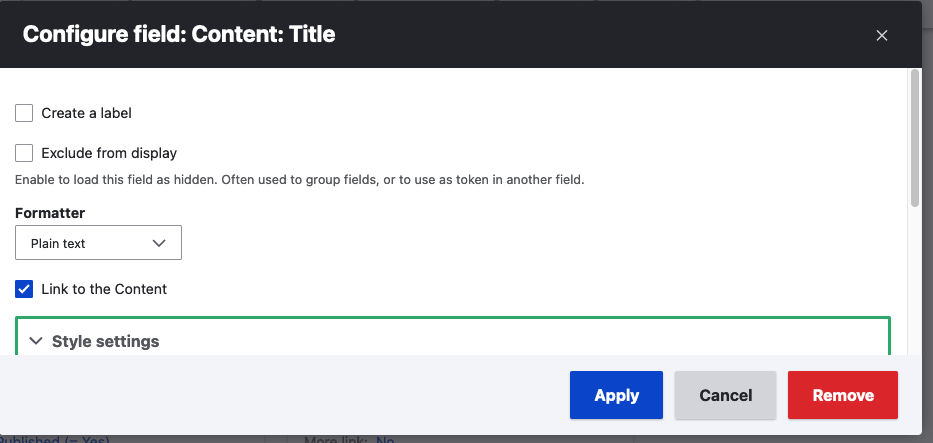 Configure field: Content: Title
Create a label
Exclude from display
Enable to load this field as hidden. Often used to group fields, or to use as token in another field.
Formatter
Plain text
Link to the Content
Style settings
Apply Cancel Remove
Published (= Yes) More link: No